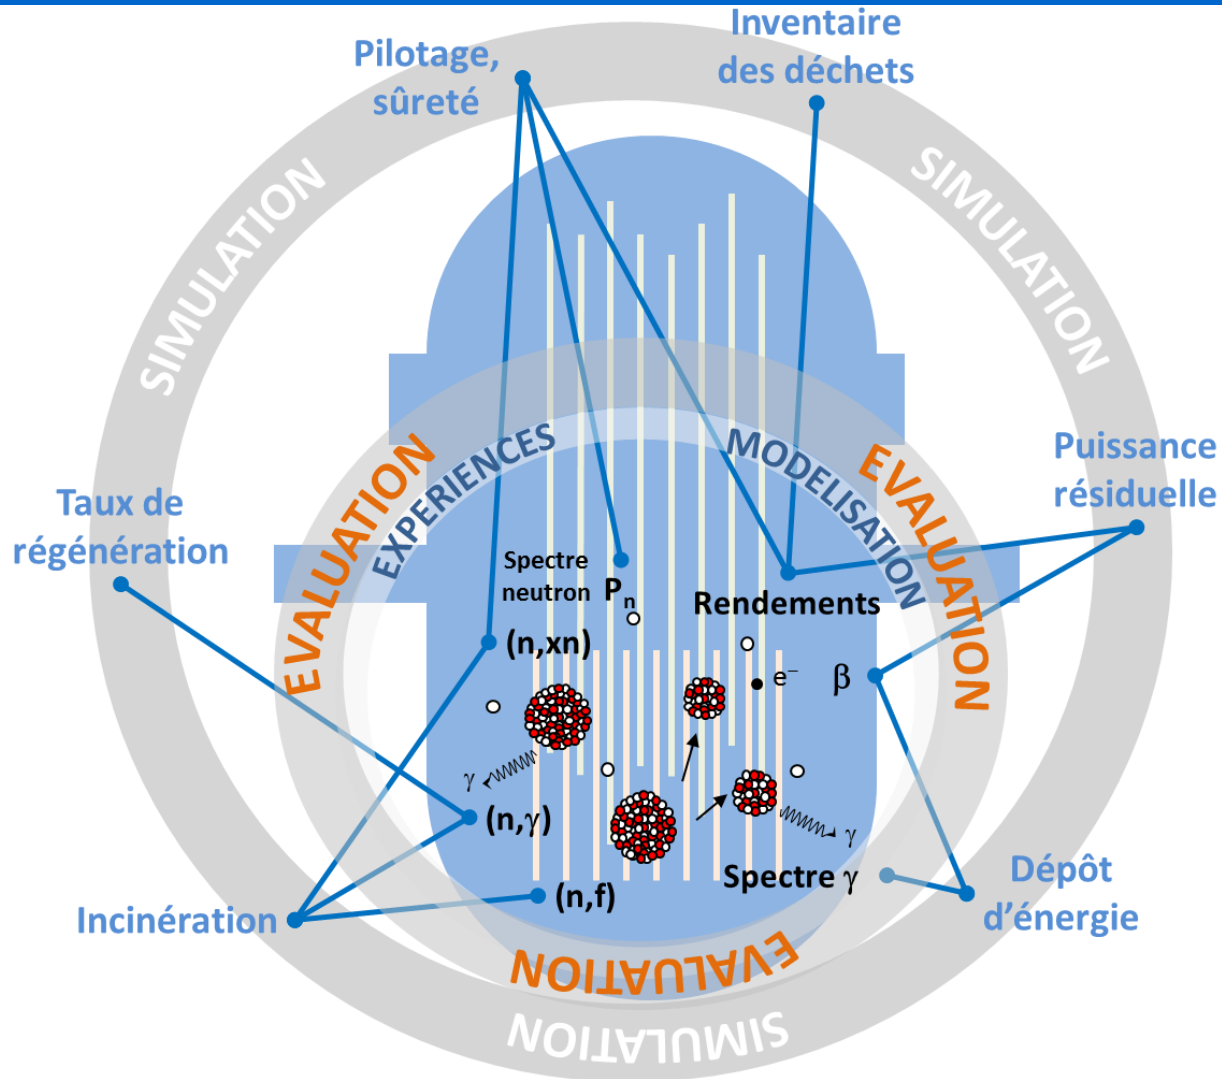 Inventaire
des déchets
Pilotage,
sûreté
SIMULATION
SIMULATION
EVALUATION
EXPERIENCES
MODELISATION
EVALUATION
Puissance
résiduelle
Taux de
régénération
Spectre
neutron
Pn
Rendements
(n,xn)
e⁻
β
γ
(n,γ)
γ
Spectre γ
(n,f)
Dépôt
d'énergie
Incinération
EVALUATION
SIMULATION